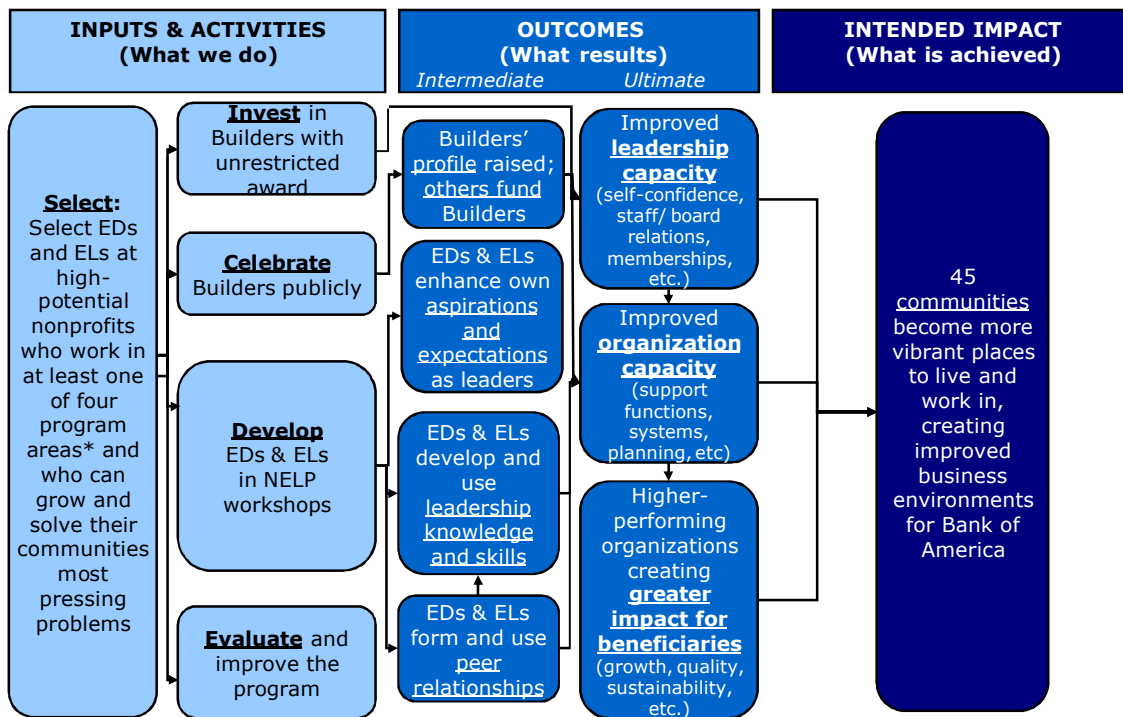 INPUTS & ACTIVITIES
(What we do)
OUTCOMES
(What results)
Intermediate
Ultimate
INTENDED IMPACT
(What is achieved)
Select:
Select EDs
and ELs at
high-
potential
nonprofits
who work in
at least one
of four
program
areas* and
who can
grow and
solve their
communities
most
pressing
problems
Invest in
Builders with
unrestricted
award
Celebrate
Builders publicly
Develop
EDs & ELs
in NELP
workshops
Evaluate and
improve the
program
Builders’
profile raised;
others fund
Builders
EDs & ELs
enhance own
aspirations
and
expectations
as leaders
EDs & ELs
develop and
use
leadership
knowledge
and skills
EDs & ELs
form and use
peer
relationships
Improved
leadership
capacity
(self-confidence,
staff/ board
relations,
memberships,
etc.)
Improved
organization
capacity
(support
functions,
systems,
planning, etc)
Higher-
performing
organizations
creating
greater
impact for
beneficiaries
(growth, quality,
sustainability,
etc.)
45
communities
become more
vibrant places
to live and
work in,
creating
improved
business
environments
for Bank of
America